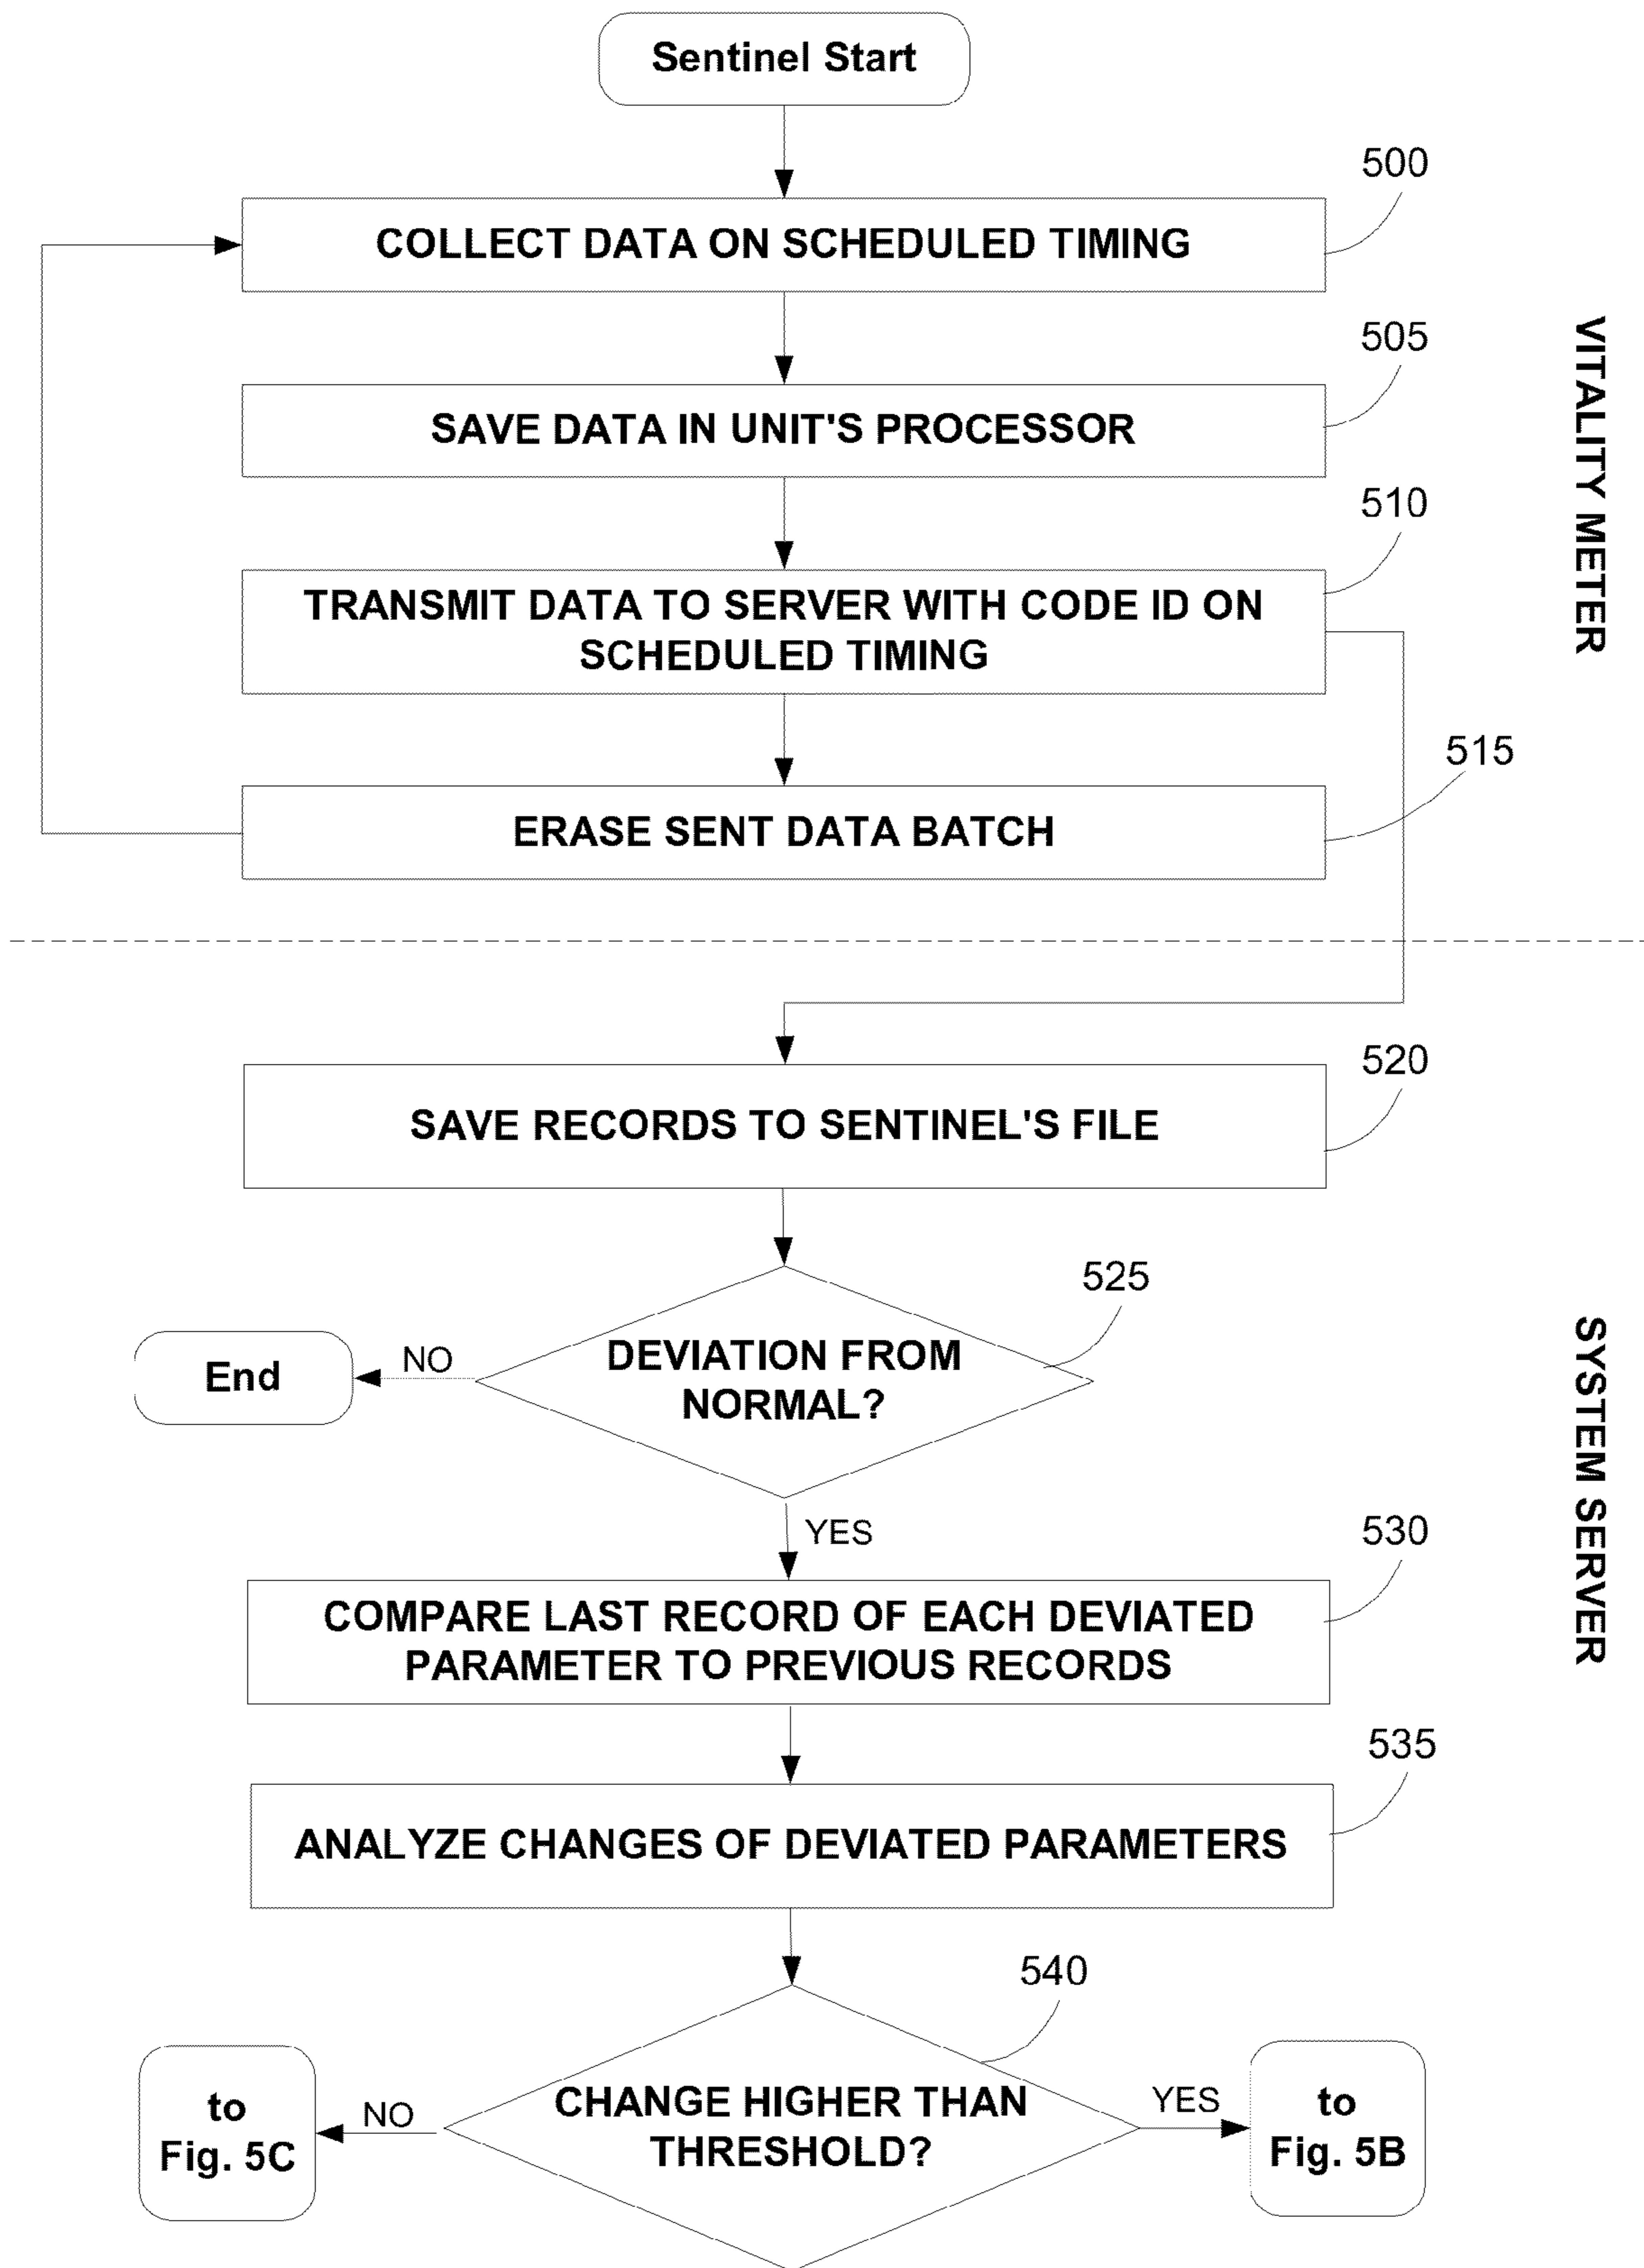 Sentinel Start
500
COLLECT DATA ON SCHEDULED TIMING
505
SAVE DATA IN UNIT'S PROCESSOR
510
TRANSMIT DATA TO SERVER WITH CODE ID ON
SCHEDULED TIMING
515
ERASE SENT DATA BATCH
VITALITY METER
520
SAVE RECORDS TO SENTINEL'S FILE
525
DEVIATION FROM
NORMAL?
NO
End
YES
530
COMPARE LAST RECORD OF EACH DEVIATED
PARAMETER TO PREVIOUS RECORDS
535
ANALYZE CHANGES OF DEVIATED PARAMETERS
540
CHANGE HIGHER THAN
THRESHOLD?
NO
to
Fig. 5C
YES
to
Fig. 5B
SYSTEM SERVER